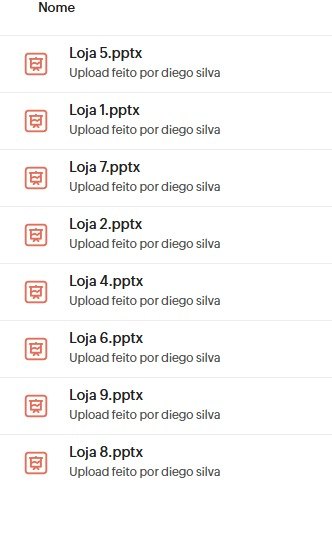 Nome
Loja 5.pptx
Upload feito por diego silva
Loja 1.pptx
Upload feito por diego silva
Loja 7.pptx
Upload feito por diego silva
Loja 2.pptx
Upload feito por diego silva
Loja 4.pptx
Upload feito por diego silva
Loja 6.pptx
Upload feito por diego silva
Loja 9.pptx
Upload feito por diego silva
Loja 8.pptx
Upload feito por diego silva